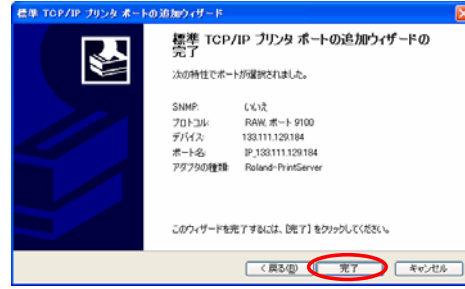 標準 TCP/IP プリンタ ポートの追加ウィザード
標準 TCP/IP プリンタ ポートの追加ウィザードの
完了
次の特性でポートが選択されました。
SNMP: いいえ
プロトコル: RAW, ポート 9100
デバイス: 133.111.129.184
ポート名: IP_133.111.129.184
アダプタの種類: Roland-PrintServer
このウィザードを完了するには、[完了] をクリックしてください。
< 戻る(B) 完了 キャンセル